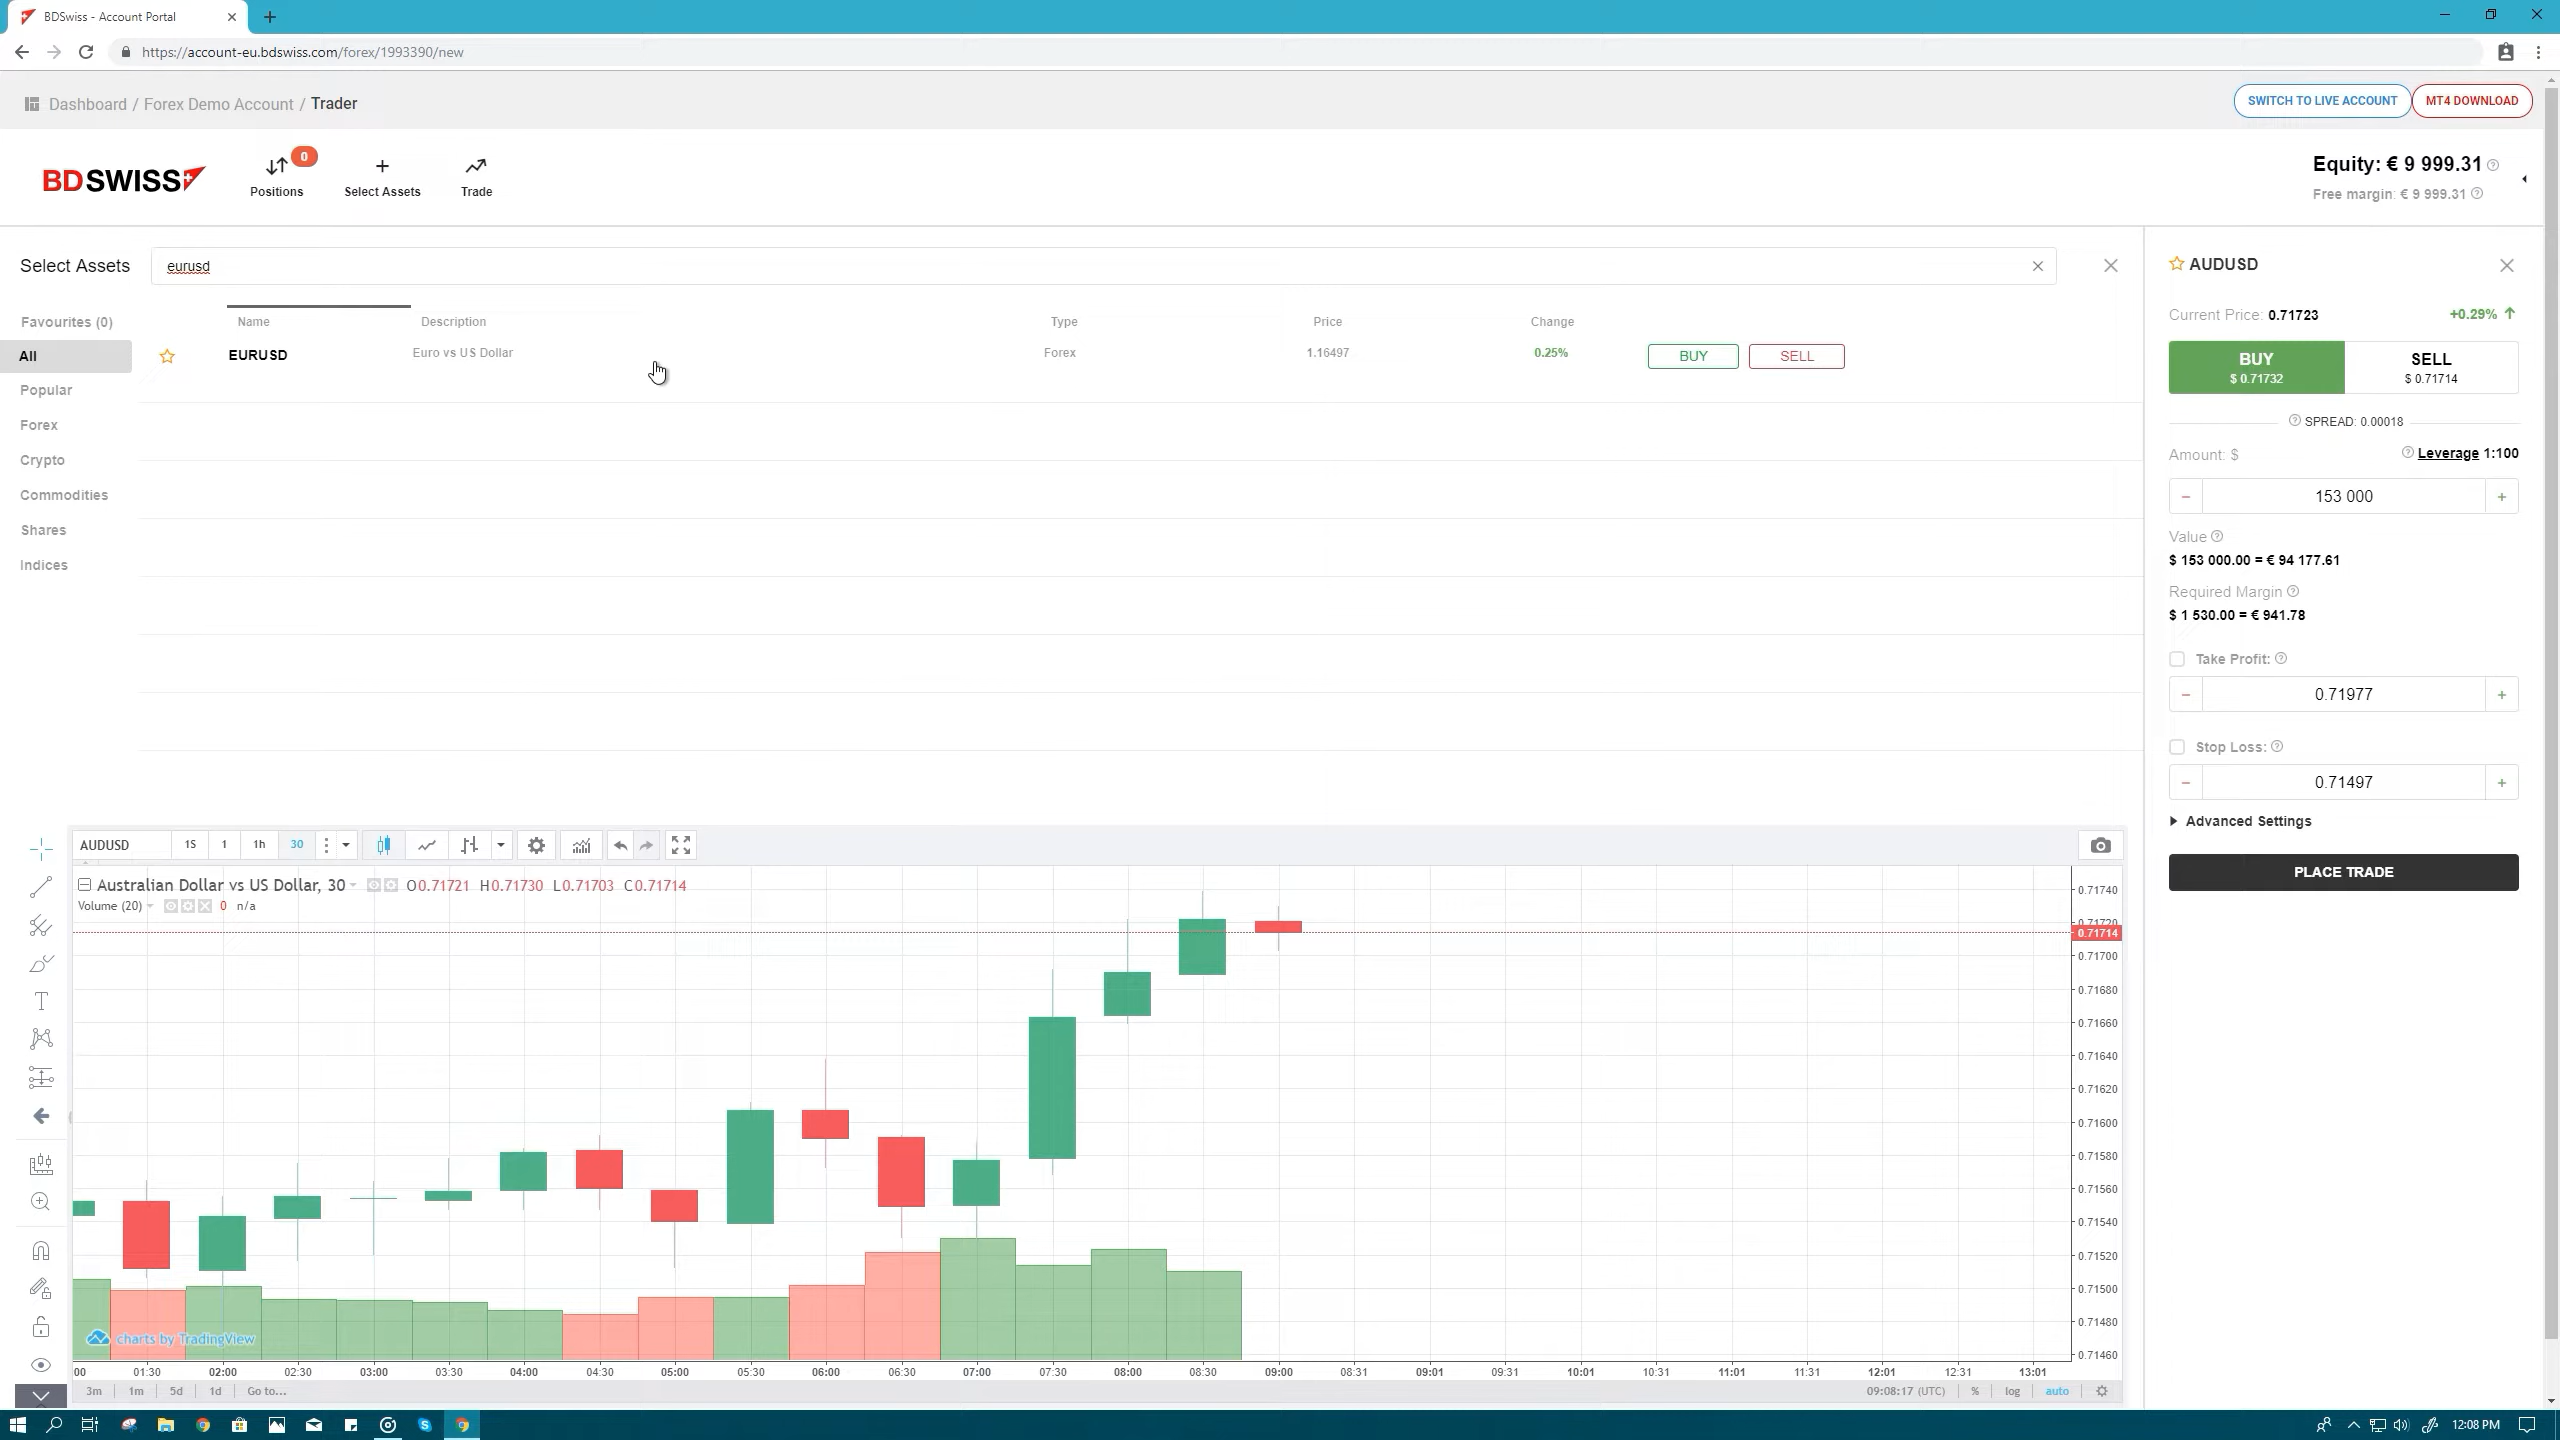 BDSwiss - Account Portal
https://account-eu.bdswiss.com/forex/1993390/new
Dashboard / Forex Demo Account / Trader
SWITCH TO LIVE ACCOUNT
MT4 DOWNLOAD
BDSWISS
0
Positions
Select Assets
Trade
Equity: € 9 999.31
Free margin: € 9 999.31
Select Assets
eurusd
Favourites (0)
All
Popular
Forex
Crypto
Commodities
Shares
Indices
Name Description Type Price Change
EURUSD Euro vs US Dollar Forex 1.16497 0.25% BUY SELL
AUDUSD
Current Price: 0.71723 +0.29%
BUY SELL
$ 0.71732 $ 0.71714
SPREAD: 0.00018
Amount: $ Leverage 1:100
− 153 000 +
Value
$ 153 000.00 = € 94 177.61
Required Margin
$ 1 530.00 = € 941.78
Take Profit:
− 0.71977 +
Stop Loss:
− 0.71497 +
Advanced Settings
PLACE TRADE
AUDUSD 1S 1 1h 30
Australian Dollar vs US Dollar, 30 O0.71721 H0.71730 L0.71703 C0.71714
Volume (20) 0 n/a
0.71740
0.71720
0.71714
0.71700
0.71680
0.71660
0.71640
0.71620
0.71600
0.71580
0.71560
0.71540
0.71520
0.71500
0.71480
0.71460
charts by TradingView
00 01:30 02:00 02:30 03:00 03:30 04:00 04:30 05:00 05:30 06:00 06:30 07:00 07:30 08:00 08:30 09:00 08:31 09:01 09:31 10:01 10:31 11:01 11:31 12:01 12:31 13:01
3m 1m 5d 1d Go to... 09:08:17 (UTC) % log auto
12:08 PM